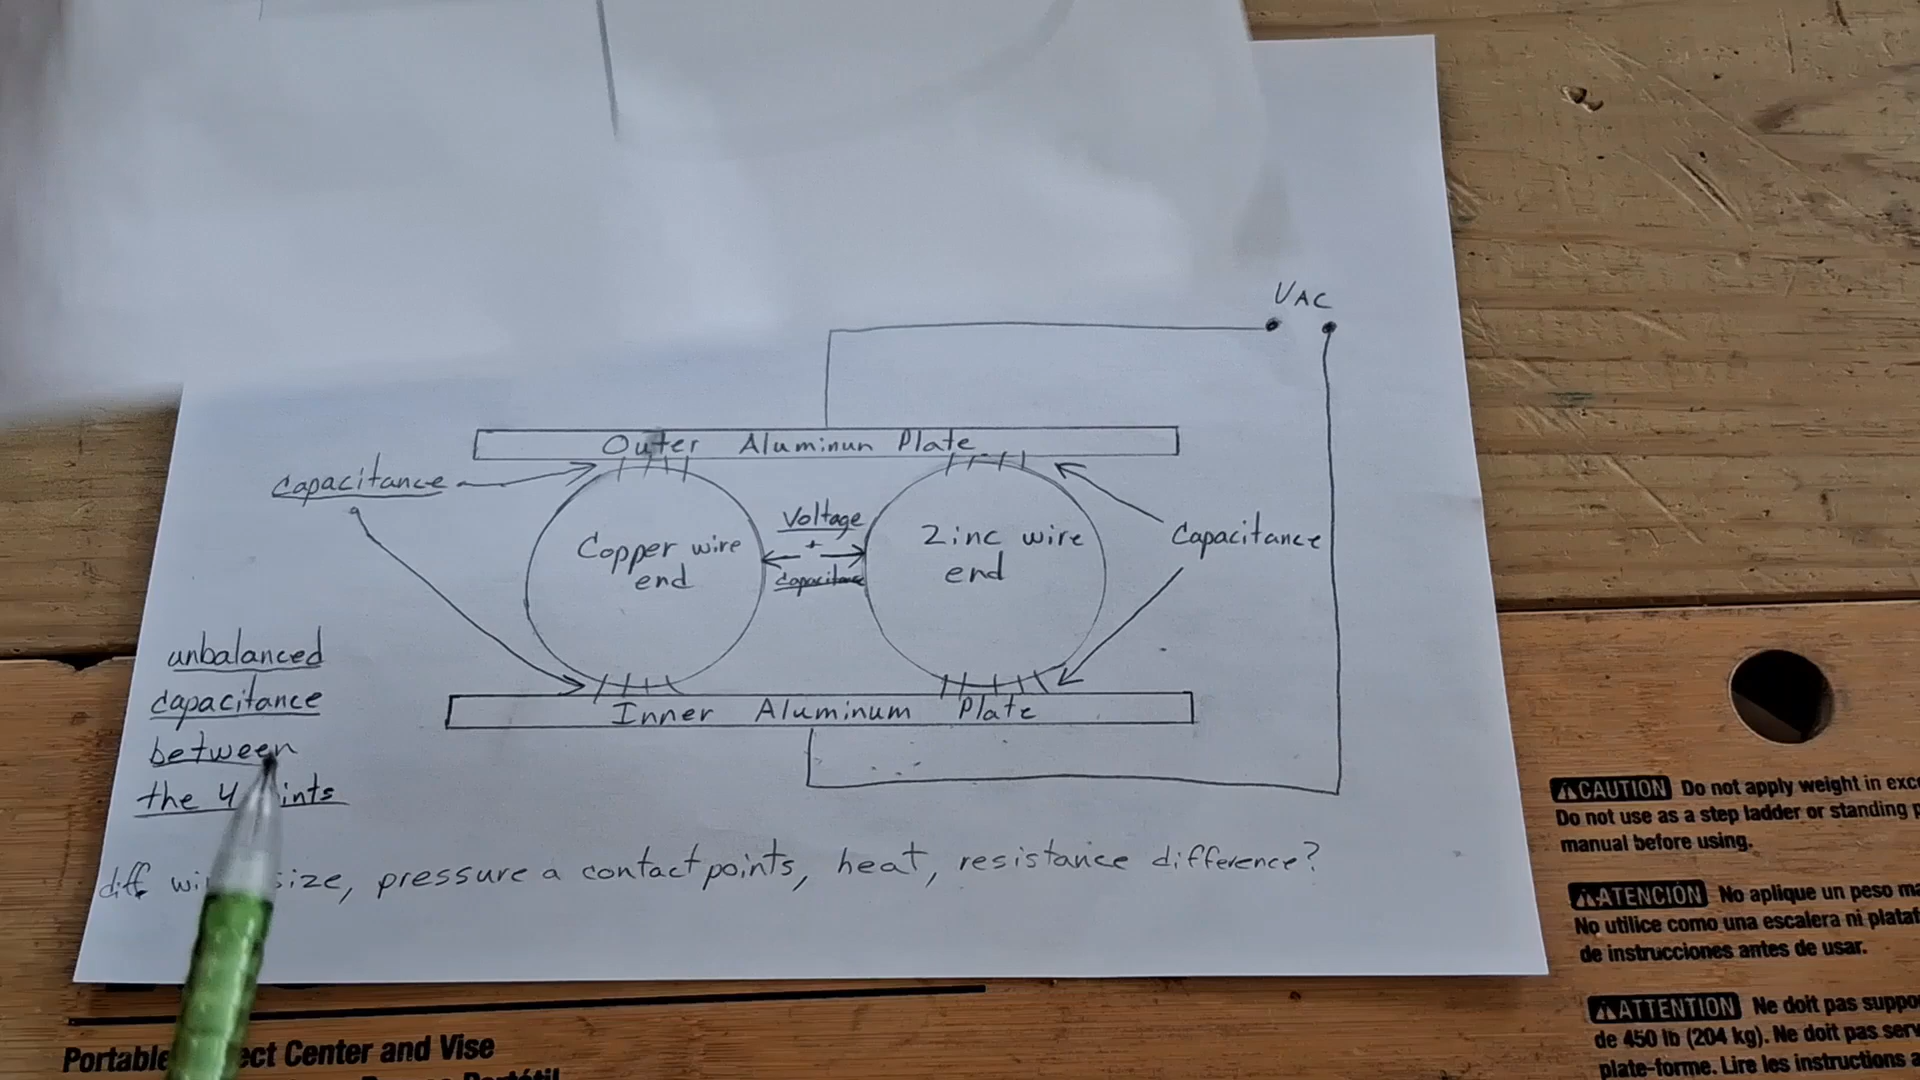 VAC
Outer Aluminun Plate
Capacitance
Voltage
+
Capacitance
Copper wire
end
Zinc wire
end
Capacitance
unbalanced
capacitance
between
the 4 ints
Inner Aluminum Plate
diff. size, pressure a contact points, heat, resistance difference?
CAUTION Do not apply weight in exc
Do not use as a step ladder or standing p
manual before using.
ATENCIÓN No aplique un peso ma
No utilice como una escalera ni plataf
de instrucciones antes de usar.
ATTENTION Ne doit pas suppo
de 450 lb (204 kg). Ne doit pas serv
plate-forme. Lire les instructions a
Portable ect Center and Vise